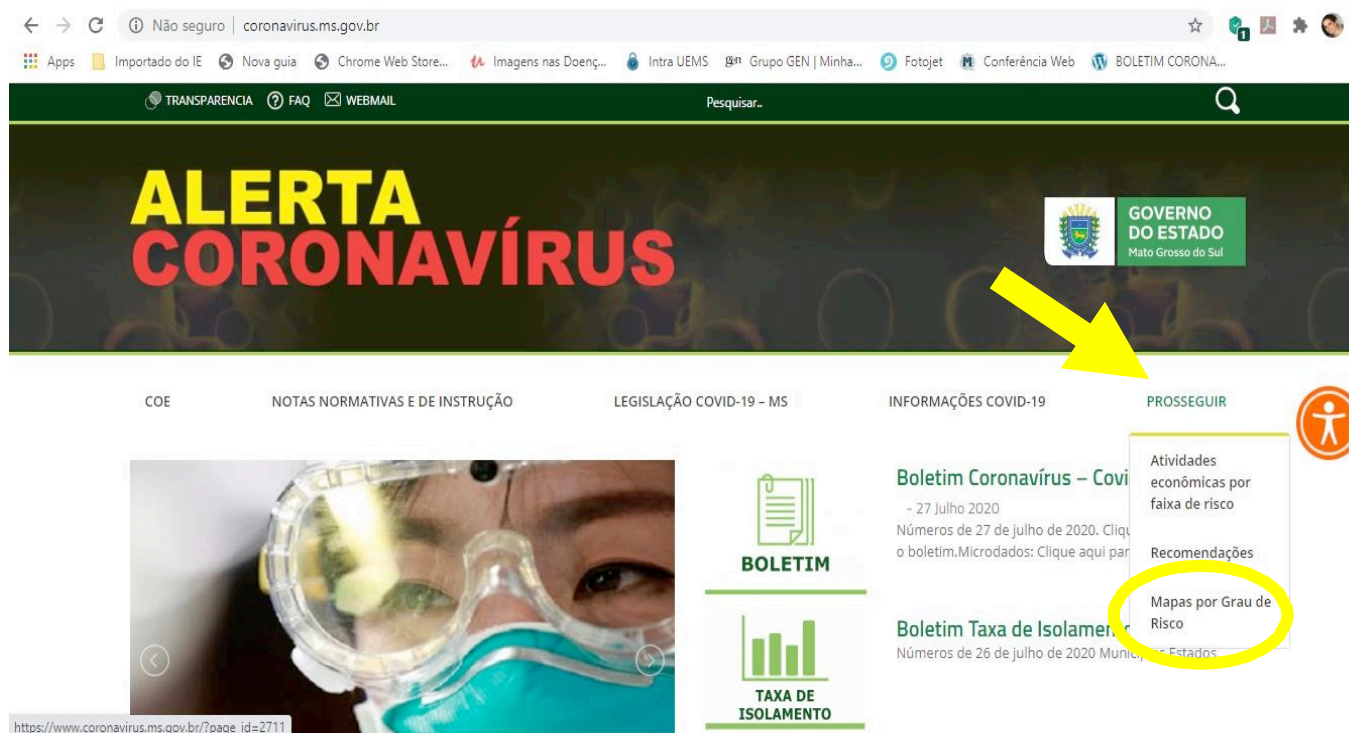 Não seguro | coronavirus.ms.gov.br
1
Apps Importado do IE Nova guia Chrome Web Store... Imagens nas Doenç... Intra UEMS gen Grupo GEN | Minha... Fotojet Conferência Web BOLETIM CORONA...
TRANSPARENCIA FAQ WEBMAIL Pesquisar..
ALERTA
CORONAVÍRUS
GOVERNO
DO ESTADO
Mato Grosso do Sul
COE NOTAS NORMATIVAS E DE INSTRUÇÃO LEGISLAÇÃO COVID-19 – MS INFORMAÇÕES COVID-19 PROSSEGUIR
Atividades
econômicas por
faixa de risco
Recomendações
Mapas por Grau de
Risco
BOLETIM
TAXA DE
ISOLAMENTO
Boletim Coronavírus – Covi
- 27 Julho 2020
Números de 27 de julho de 2020. Cliqu
o boletim.Microdados: Clique aqui par
Boletim Taxa de Isolamen
Números de 26 de julho de 2020 Municípios Estados
https://www.coronavirus.ms.gov.br/?page_id=2711